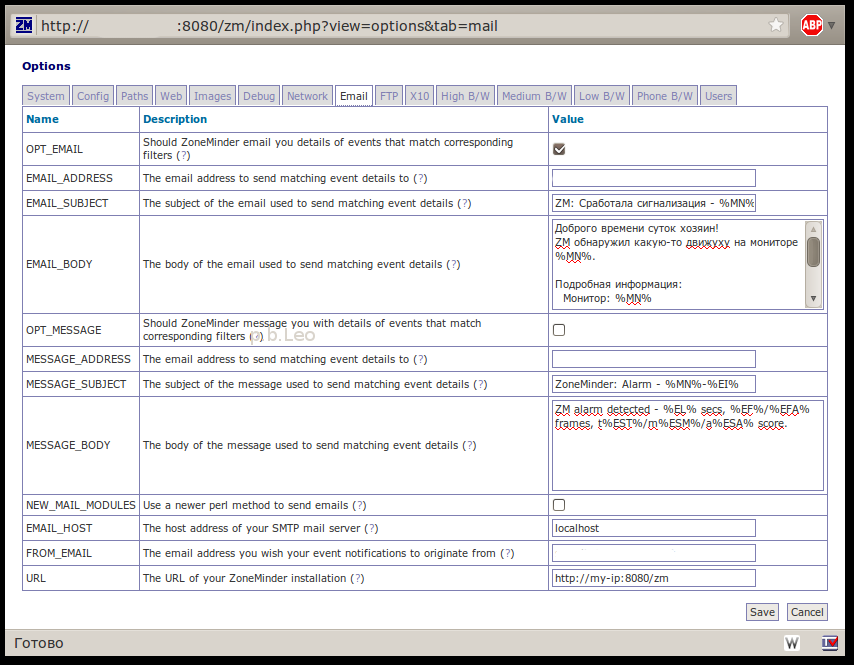 ZM http:// :8080/zm/index.php?view=options&tab=mail ABP
Options
System Config Paths Web Images Debug Network Email FTP X10 High B/W Medium B/W Low B/W Phone B/W Users
Name Description Value
OPT_EMAIL Should ZoneMinder email you details of events that match corresponding
filters (?)
EMAIL_ADDRESS The email address to send matching event details to (?)
EMAIL_SUBJECT The subject of the email used to send matching event details (?) ZM: Сработала сигнализация - %MN%
EMAIL_BODY The body of the email used to send matching event details (?)
Доброго времени суток хозяин!
ZM обнаружил какую-то движуху на мониторе
%MN%.
Подробная информация:
Монитор: %MN%
OPT_MESSAGE Should ZoneMinder message you with details of events that match
corresponding filters (?)
p.b.Leo
MESSAGE_ADDRESS The email address to send matching event details to (?)
MESSAGE_SUBJECT The subject of the message used to send matching event details (?) ZoneMinder: Alarm - %MN%-%EI%
MESSAGE_BODY The body of the message used to send matching event details (?)
ZM alarm detected - %EL% secs, %EF%/%EFA%
frames, t%EST%/m%ESM%/a%ESA% score.
NEW_MAIL_MODULES Use a newer perl method to send emails (?)
EMAIL_HOST The host address of your SMTP mail server (?) localhost
FROM_EMAIL The email address you wish your event notifications to originate from (?)
URL The URL of your ZoneMinder installation (?) http://my-ip:8080/zm
Save Cancel
Готово W